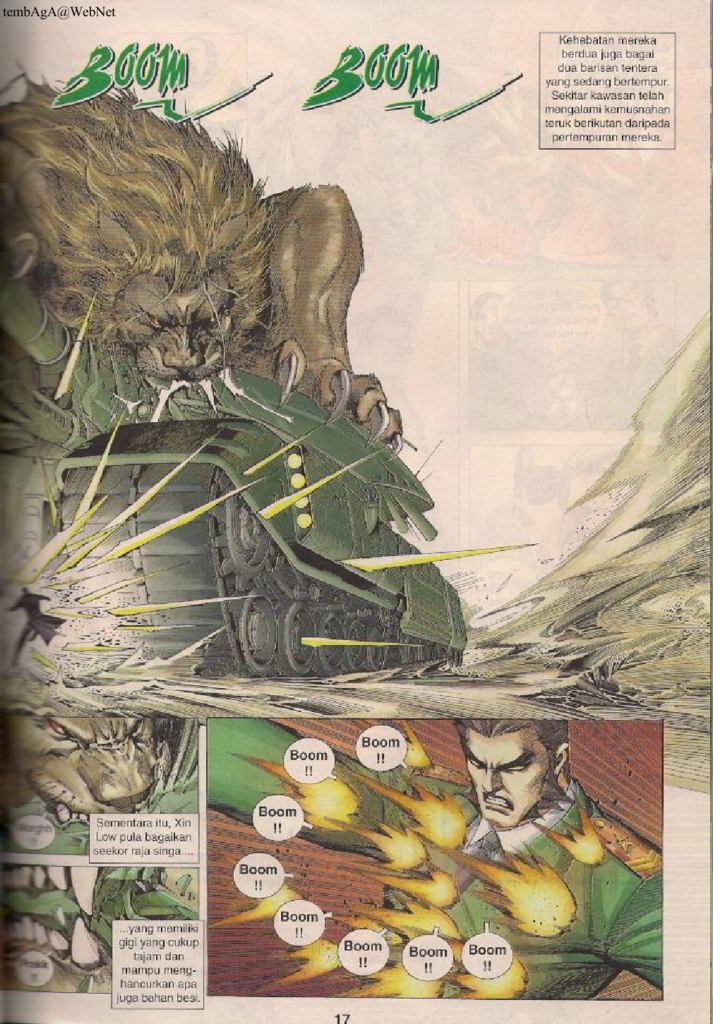 tembAgA@WebNet
BOOM
BOOM
Kehebatan mereka
berdua juga bagai
dua barisan tentera
yang sedang bertempur.
Sekitar kawasan telah
mengalami kemusnahan
teruk berikutan daripada
pertempuran mereka.
Sementara itu, Xin
Low pula bagaikan
seekor raja singa....
...yang memiliki
gigi yang cukup
tajam dan
mampu meng-
hancurkan apa
juga bahan besi.
Boom
!!
Boom
!!
Boom
!!
Boom
!!
Boom
!!
Boom
!!
Boom
!!
Boom
!!
17